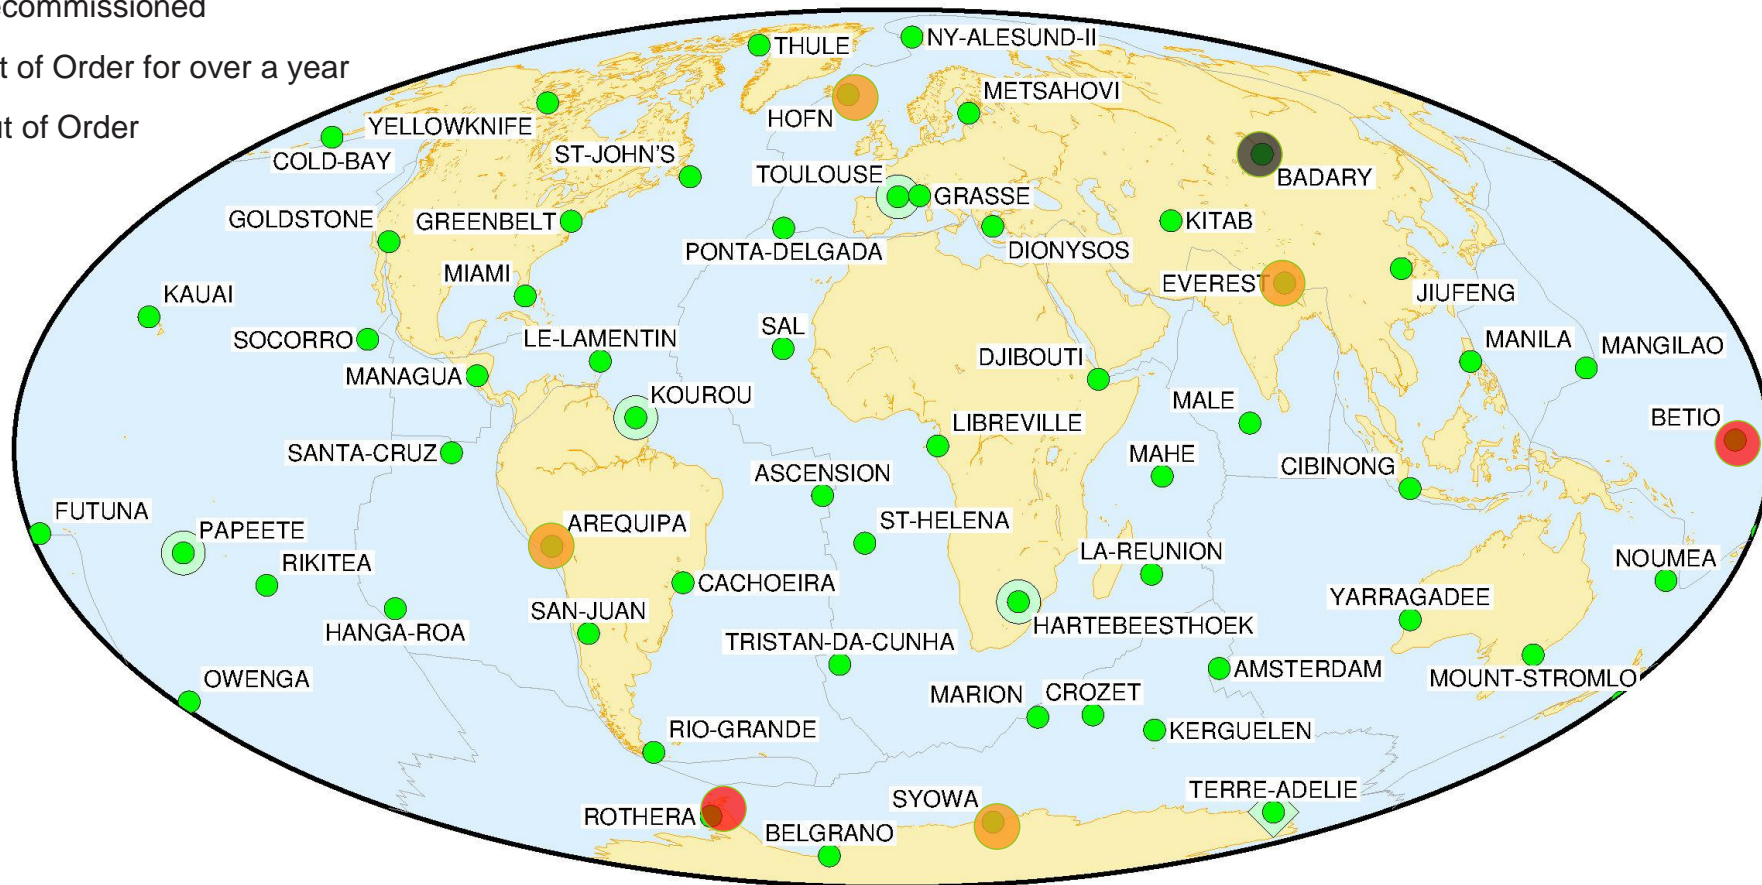 ecommissioned
t of Order for over a year
ut of Order
THULE
NY-ALESUND-II
METSAHOVI
HOFN
YELLOWKNIFE
COLD-BAY
ST-JOHN'S
TOULOUSE
GRASSE
BADARY
GOLDSTONE
GREENBELT
KITAB
PONTA-DELGADA
DIONYSOS
MIAMI
EVEREST
JIUFENG
KAUAI
SOCORRO
LE-LAMENTIN
SAL
DJIBOUTI
MANILA
MANGILAO
MANAGUA
KOUROU
MALE
LIBREVILLE
BETIO
SANTA-CRUZ
ASCENSION
MAHE
CIBINONG
FUTUNA
PAPEETE
AREQUIPA
ST-HELENA
RIKITEA
LA-REUNION
NOUMEA
CACHOEIRA
YARRAGADEE
HANGA-ROA
SAN-JUAN
HARTEBEESTHOEK
TRISTAN-DA-CUNHA
OWENGA
AMSTERDAM
MOUNT-STROMLO
MARION
CROZET
RIO-GRANDE
KERGUELEN
TERRE-ADELIE
SYOWA
ROTHERA
BELGRANO